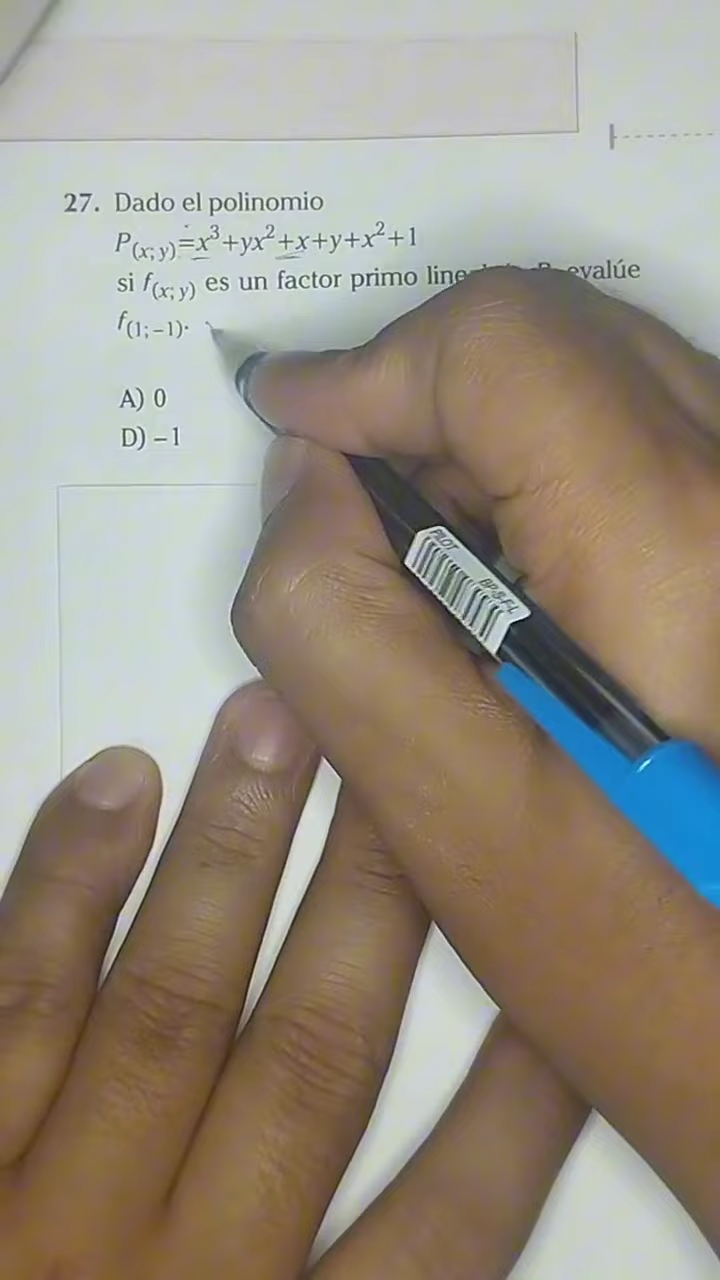 27. Dado el polinomio
P(x; y)=x³+yx²+x+y+x²+1
si f(x; y) es un factor primo evalúe
f(1; –1).
A) 0
D) –1
PILOT